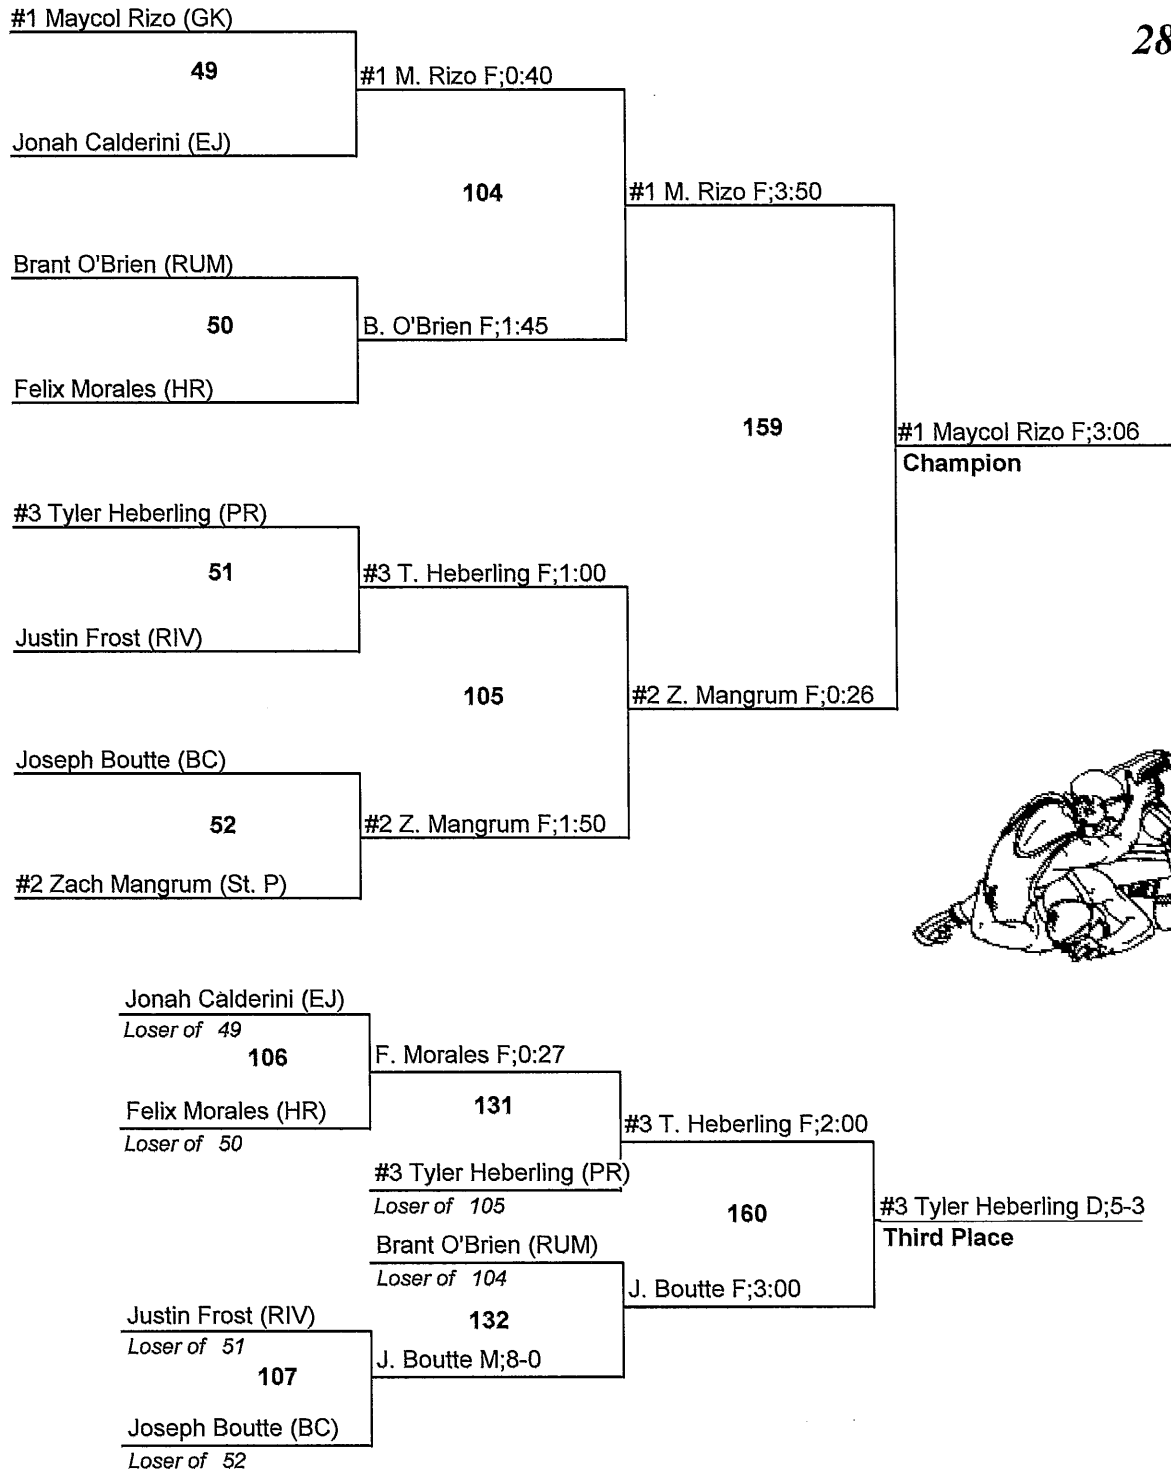 #1 Maycol Rizo (GK)
28
49
#1 M. Rizo F;0:40
Jonah Calderini (EJ)
104
#1 M. Rizo F;3:50
Brant O'Brien (RUM)
50
B. O'Brien F;1:45
Felix Morales (HR)
159
#1 Maycol Rizo F;3:06
Champion
#3 Tyler Heberling (PR)
51
#3 T. Heberling F;1:00
Justin Frost (RIV)
105
#2 Z. Mangrum F;0:26
Joseph Boutte (BC)
52
#2 Z. Mangrum F;1:50
#2 Zach Mangrum (St. P)
Jonah Calderini (EJ)
Loser of 49
106
F. Morales F;0:27
Felix Morales (HR)
Loser of 50
131
#3 T. Heberling F;2:00
#3 Tyler Heberling (PR)
Loser of 105
160
#3 Tyler Heberling D;5-3
Third Place
Brant O'Brien (RUM)
Loser of 104
J. Boutte F;3:00
Justin Frost (RIV)
Loser of 51
132
107
J. Boutte M;8-0
Joseph Boutte (BC)
Loser of 52